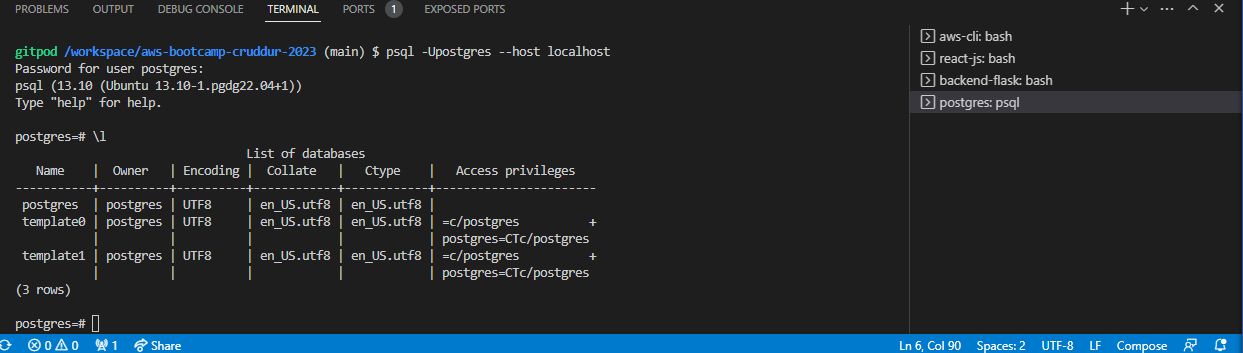 PROBLEMS OUTPUT DEBUG CONSOLE TERMINAL PORTS 1 EXPOSED PORTS
gitpod /workspace/aws-bootcamp-cruddur-2023 (main) $ psql -Upostgres --host localhost
Password for user postgres:
psql (13.10 (Ubuntu 13.10-1.pgdg22.04+1))
Type "help" for help.
postgres=# \l
List of databases
Name | Owner | Encoding | Collate | Ctype | Access privileges
-----------+----------+----------+------------+------------+-----------------------
postgres | postgres | UTF8 | en_US.utf8 | en_US.utf8 |
template0 | postgres | UTF8 | en_US.utf8 | en_US.utf8 | =c/postgres +
| | | | | postgres=CTc/postgres
template1 | postgres | UTF8 | en_US.utf8 | en_US.utf8 | =c/postgres +
| | | | | postgres=CTc/postgres
(3 rows)
postgres=#
aws-cli: bash
react-js: bash
backend-flask: bash
postgres: psql
0 0 1 Share Ln 6, Col 90 Spaces: 2 UTF-8 LF Compose